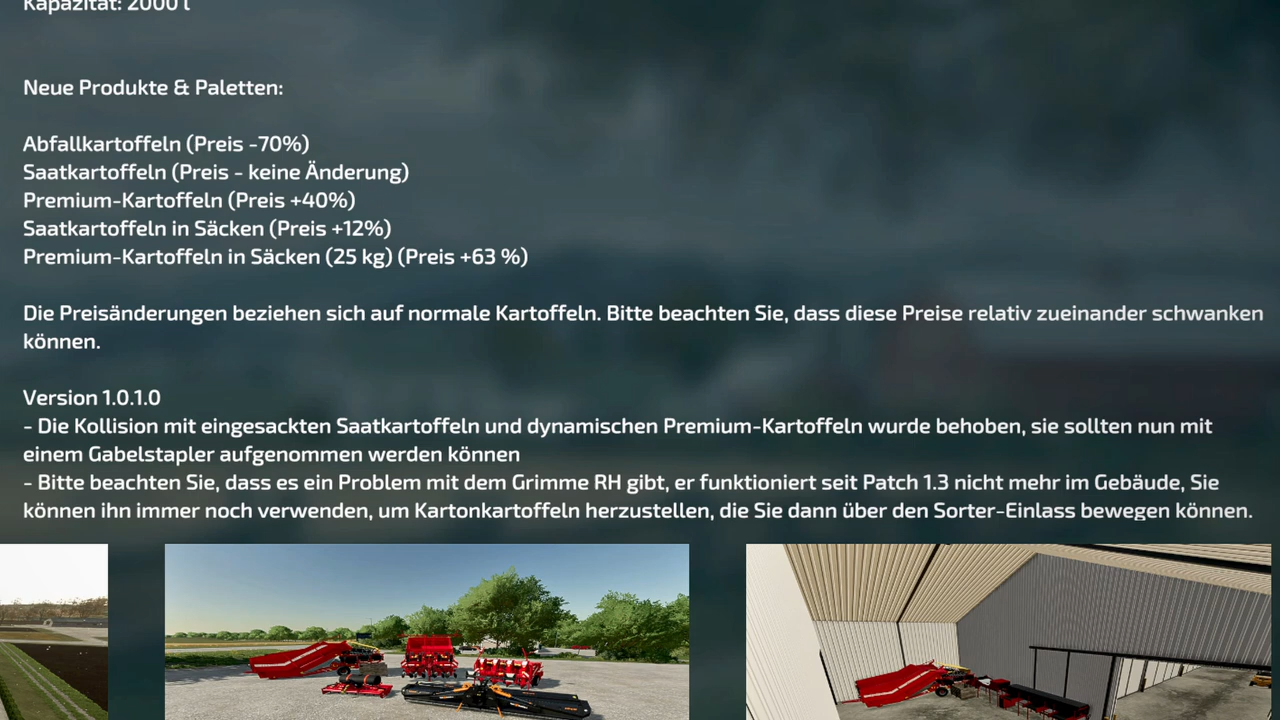 Kapazität: 2000 l
Neue Produkte & Paletten:
Abfallkartoffeln (Preis -70%)
Saatkartoffeln (Preis - keine Änderung)
Premium-Kartoffeln (Preis +40%)
Saatkartoffeln in Säcken (Preis +12%)
Premium-Kartoffeln in Säcken (25 kg) (Preis +63 %)
Die Preisänderungen beziehen sich auf normale Kartoffeln. Bitte beachten Sie, dass diese Preise relativ zueinander schwanken
können.
Version 1.0.1.0
- Die Kollision mit eingesackten Saatkartoffeln und dynamischen Premium-Kartoffeln wurde behoben, sie sollten nun mit
einem Gabelstapler aufgenommen werden können
- Bitte beachten Sie, dass es ein Problem mit dem Grimme RH gibt, er funktioniert seit Patch 1.3 nicht mehr im Gebäude, Sie
können ihn immer noch verwenden, um Kartonkartoffeln herzustellen, die Sie dann über den Sorter-Einlass bewegen können.